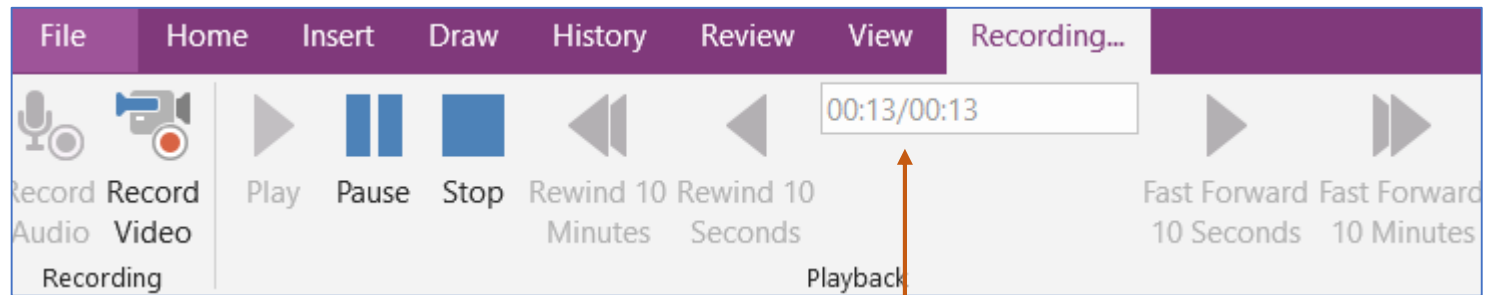 File Home Insert Draw History Review View Recording...
00:13/00:13
Record Record Play Pause Stop Rewind 10 Rewind 10 Fast Forward Fast Forward
Audio Video Minutes Seconds 10 Seconds 10 Minutes
Recording Playback